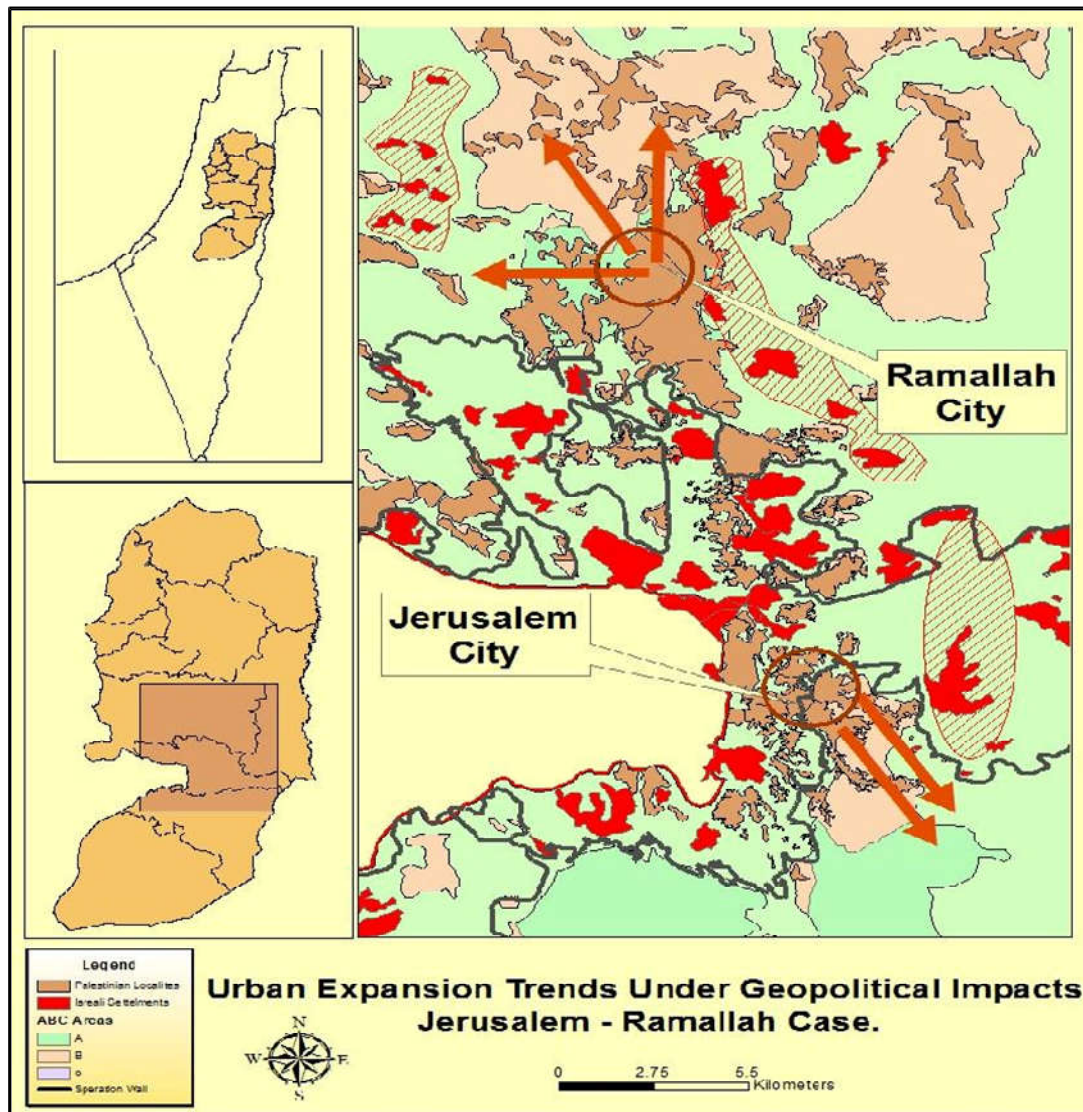 Ramallah
City
Jerusalem
City
Legend
Palestinian Localites
Isreali Settelments
ABC Areas
A
B
c
Speration Wall
Urban Expansion Trends Under Geopolitical Impacts
Jerusalem - Ramallah Case.
N
W E
S
0 2.75 5.5
Kilometers